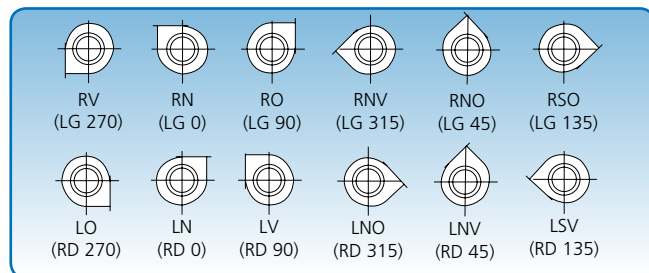 RV RN RO RNV RNO RSO
(LG 270) (LG 0) (LG 90) (LG 315) (LG 45) (LG 135)
LO LN LV LNO LNV LSV
(RD 270) (RD 0) (RD 90) (RD 315) (RD 45) (RD 135)